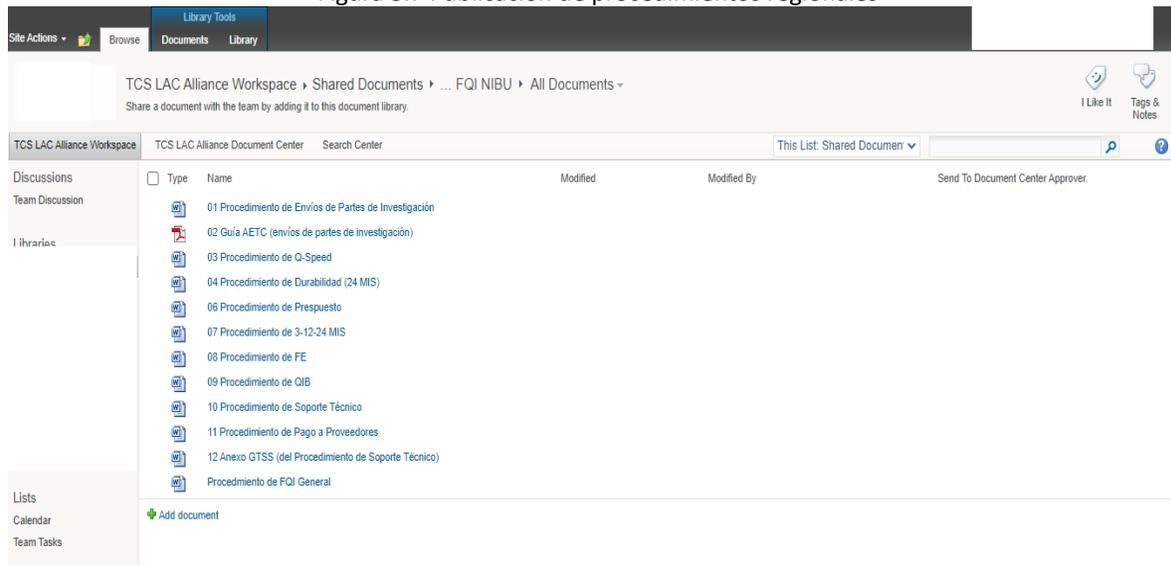 Library Tools
Site Actions
Browse
Documents
Library
TCS LAC Alliance Workspace ▸ Shared Documents ▸ ... FQI NIBU ▸ All Documents
Share a document with the team by adding it to this document library.
I Like It
Tags & Notes
TCS LAC Alliance Workspace
TCS LAC Alliance Document Center
Search Center
This List: Shared Documen
Discussions
Team Discussion
Libraries
Lists
Calendar
Team Tasks
Type Name Modified Modified By Send To Document Center Approver.
01 Procedimiento de Envíos de Partes de Investigación
02 Guía AETC (envíos de partes de investigación)
03 Procedimiento de Q-Speed
04 Procedimiento de Durabilidad (24 MIS)
06 Procedimiento de Prespuesto
07 Procedimiento de 3-12-24 MIS
08 Procedimiento de FE
09 Procedimiento de QIB
10 Procedimiento de Soporte Técnico
11 Procedimiento de Pago a Proveedores
12 Anexo GTSS (del Procedimiento de Soporte Técnico)
Procedmiento de FQI General
Add document